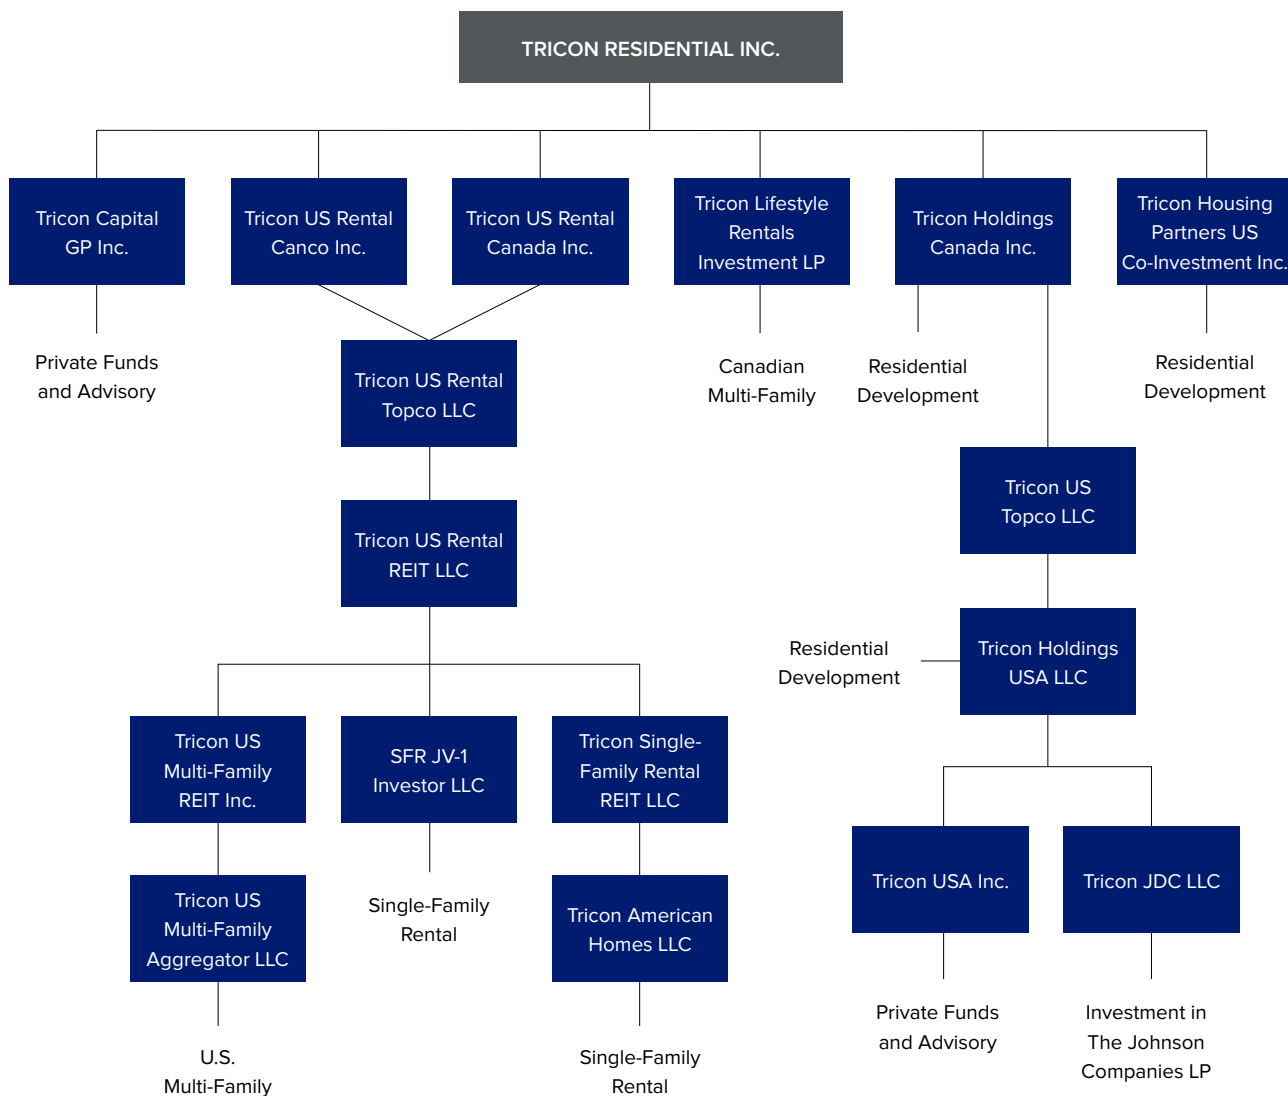 TRICON RESIDENTIAL INC.
Tricon Capital
GP Inc.
Tricon US Rental
Canco Inc.
Tricon US Rental
Canada Inc.
Tricon Lifestyle
Rentals
Investment LP
Tricon Holdings
Canada Inc.
Tricon Housing
Partners US
Co-Investment Inc.
Private Funds
and Advisory
Tricon US Rental
Topco LLC
Canadian
Multi-Family
Residential
Development
Residential
Development
Tricon US
Topco LLC
Tricon US Rental
REIT LLC
Residential
Development
Tricon Holdings
USA LLC
Tricon US
Multi-Family
REIT Inc.
SFR JV-1
Investor LLC
Tricon Single-
Family Rental
REIT LLC
Tricon USA Inc.
Tricon JDC LLC
Tricon US
Multi-Family
Aggregator LLC
Single-Family
Rental
Tricon American
Homes LLC
Private Funds
and Advisory
Investment in
The Johnson
Companies LP
U.S.
Multi-Family
Single-Family
Rental